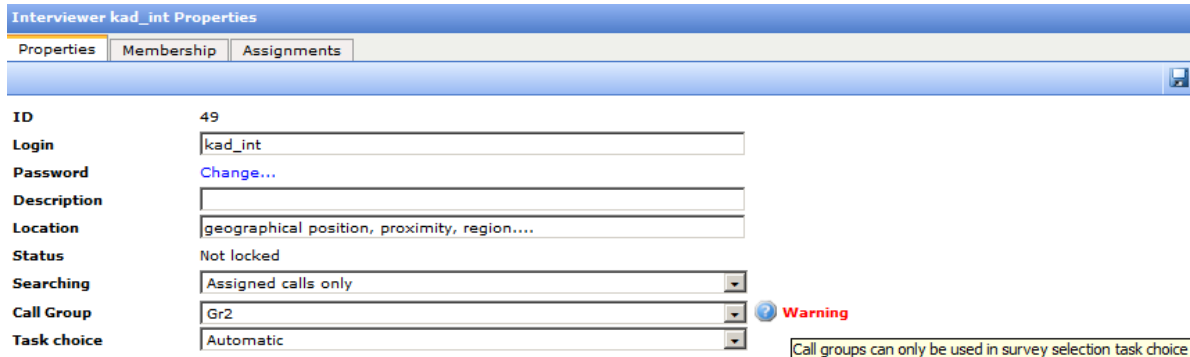 Interviewer kad_int Properties
Properties Membership Assignments
ID 49
Login kad_int
Password Change...
Description
Location geographical position, proximity, region....
Status Not locked
Searching Assigned calls only
Call Group Gr2 ? Warning
Task choice Automatic
Call groups can only be used in survey selection task choice